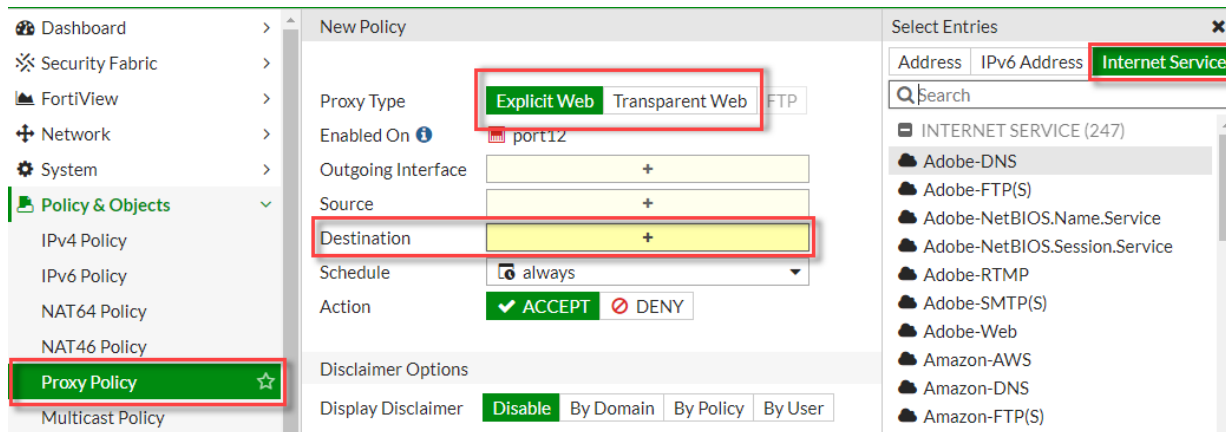 Dashboard
Security Fabric
FortiView
Network
System
Policy & Objects
IPv4 Policy
IPv6 Policy
NAT64 Policy
NAT46 Policy
Proxy Policy
Multicast Policy
New Policy
Proxy Type Explicit Web Transparent Web FTP
Enabled On port12
Outgoing Interface +
Source +
Destination +
Schedule always
Action ACCEPT DENY
Disclaimer Options
Display Disclaimer Disable By Domain By Policy By User
Select Entries
Address IPv6 Address Internet Service
Search
INTERNET SERVICE (247)
Adobe-DNS
Adobe-FTP(S)
Adobe-NetBIOS.Name.Service
Adobe-NetBIOS.Session.Service
Adobe-RTMP
Adobe-SMTP(S)
Adobe-Web
Amazon-AWS
Amazon-DNS
Amazon-FTP(S)